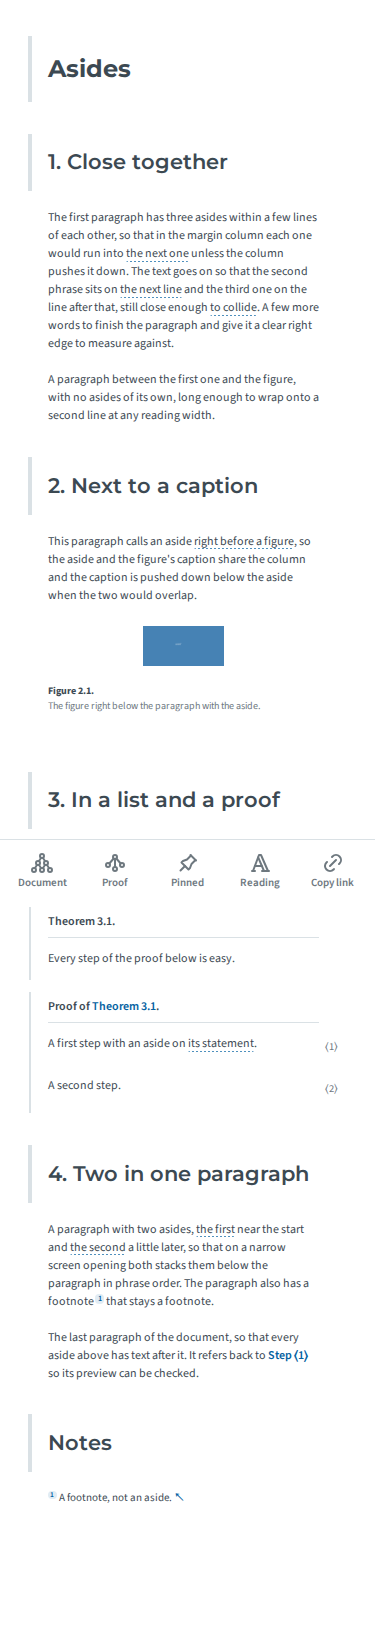 Asides
1. Close together
The first paragraph has three asides within a few lines
of each other, so that in the margin column each one
would run into the next one unless the column
pushes it down. The text goes on so that the second
phrase sits on the next line and the third one on the
line after that, still close enough to collide. A few more
words to finish the paragraph and give it a clear right
edge to measure against.
A paragraph between the first one and the figure,
with no asides of its own, long enough to wrap onto a
second line at any reading width.
2. Next to a caption
This paragraph calls an aside right before a figure, so
the aside and the figure's caption share the column
and the caption is pushed down below the aside
when the two would overlap.
Figure 2.1.
The figure right below the paragraph with the aside.
3. In a list and a proof
Document
Proof
Pinned
Reading
Copy link
Theorem 3.1.
Every step of the proof below is easy.
Proof of Theorem 3.1.
A first step with an aside on its statement. ⟨1⟩
A second step. ⟨2⟩
4. Two in one paragraph
A paragraph with two asides, the first near the start
and the second a little later, so that on a narrow
screen opening both stacks them below the
paragraph in phrase order. The paragraph also has a
footnote 1 that stays a footnote.
The last paragraph of the document, so that every
aside above has text after it. It refers back to Step ⟨1⟩
so its preview can be checked.
Notes
1 A footnote, not an aside.